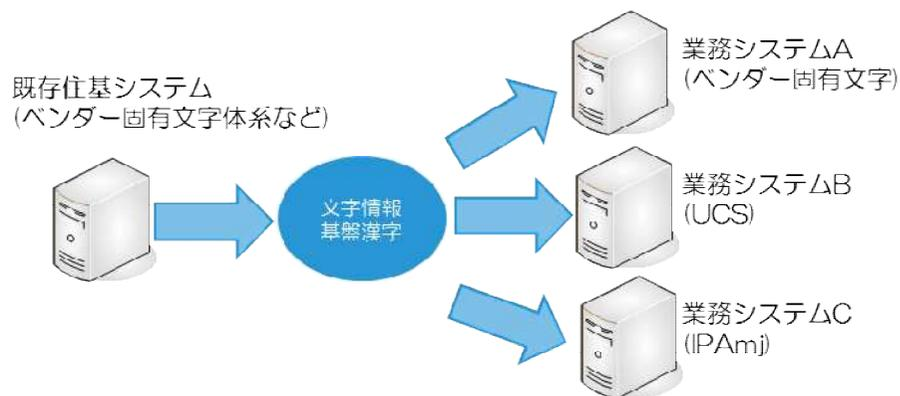 既存住基システム
(ベンダー固有文字体系など)
文字情報
基盤漢字
業務システムA
(ベンダー固有文字)
業務システムB
(UCS)
業務システムC
(IPAmj)